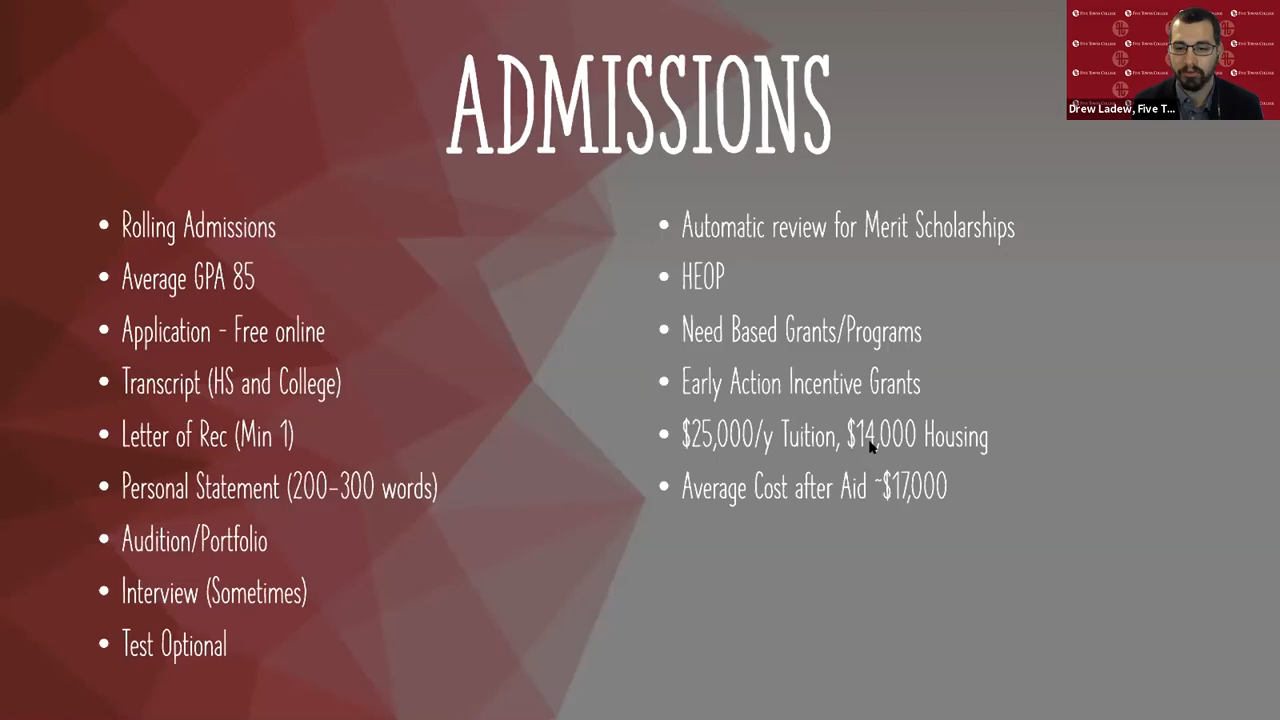 ADMISSIONS
• Rolling Admissions
• Average GPA 85
• Application - Free online
• Transcript (HS and College)
• Letter of Rec (Min 1)
• Personal Statement (200-300 words)
• Audition/Portfolio
• Interview (Sometimes)
• Test Optional
• Automatic review for Merit Scholarships
• HEOP
• Need Based Grants/Programs
• Early Action Incentive Grants
• $25,000/y Tuition, $14,000 Housing
• Average Cost after Aid ~$17,000
FIVE TOWNS COLLEGE
Drew Ladew, Five T...